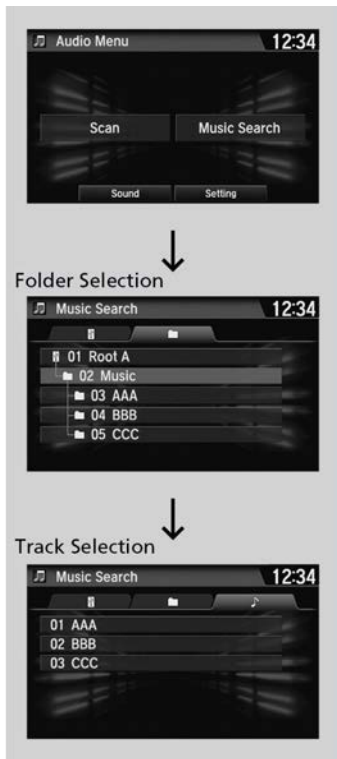 Audio Menu 12:34
Scan Music Search
Sound Setting
Folder Selection
Music Search 12:34
01 Root A
02 Music
03 AAA
04 BBB
05 CCC
Track Selection
Music Search 12:34
01 AAA
02 BBB
03 CCC